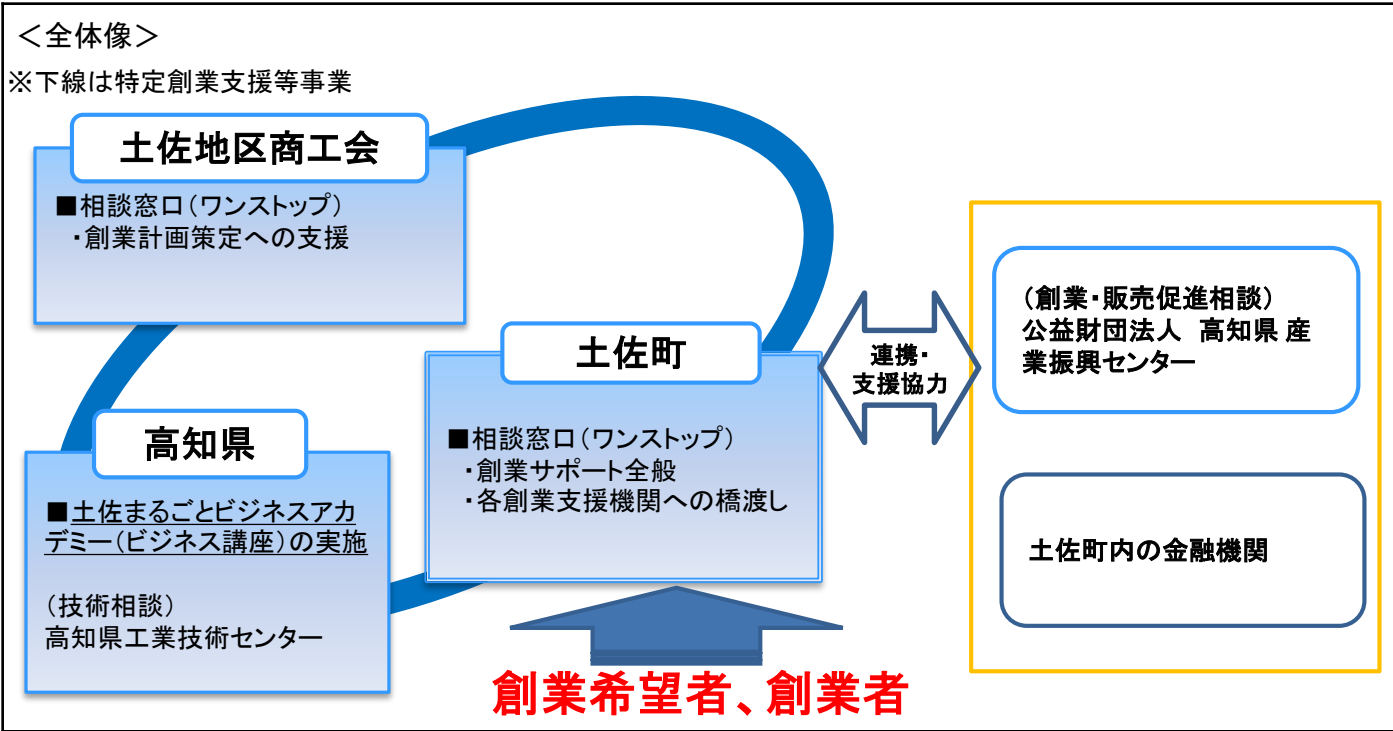 ＜全体像＞
※下線は特定創業支援等事業
土佐地区商工会
■相談窓口（ワンストップ）
・創業計画策定への支援
高知県
■土佐まるごとビジネスアカ
デミー（ビジネス講座）の実施
（技術相談）
高知県工業技術センター
土佐町
■相談窓口（ワンストップ）
・創業サポート全般
・各創業支援機関への橋渡し
連携・
支援協力
（創業・販売促進相談）
公益財団法人　高知県 産
業振興センター
土佐町内の金融機関
創業希望者、創業者